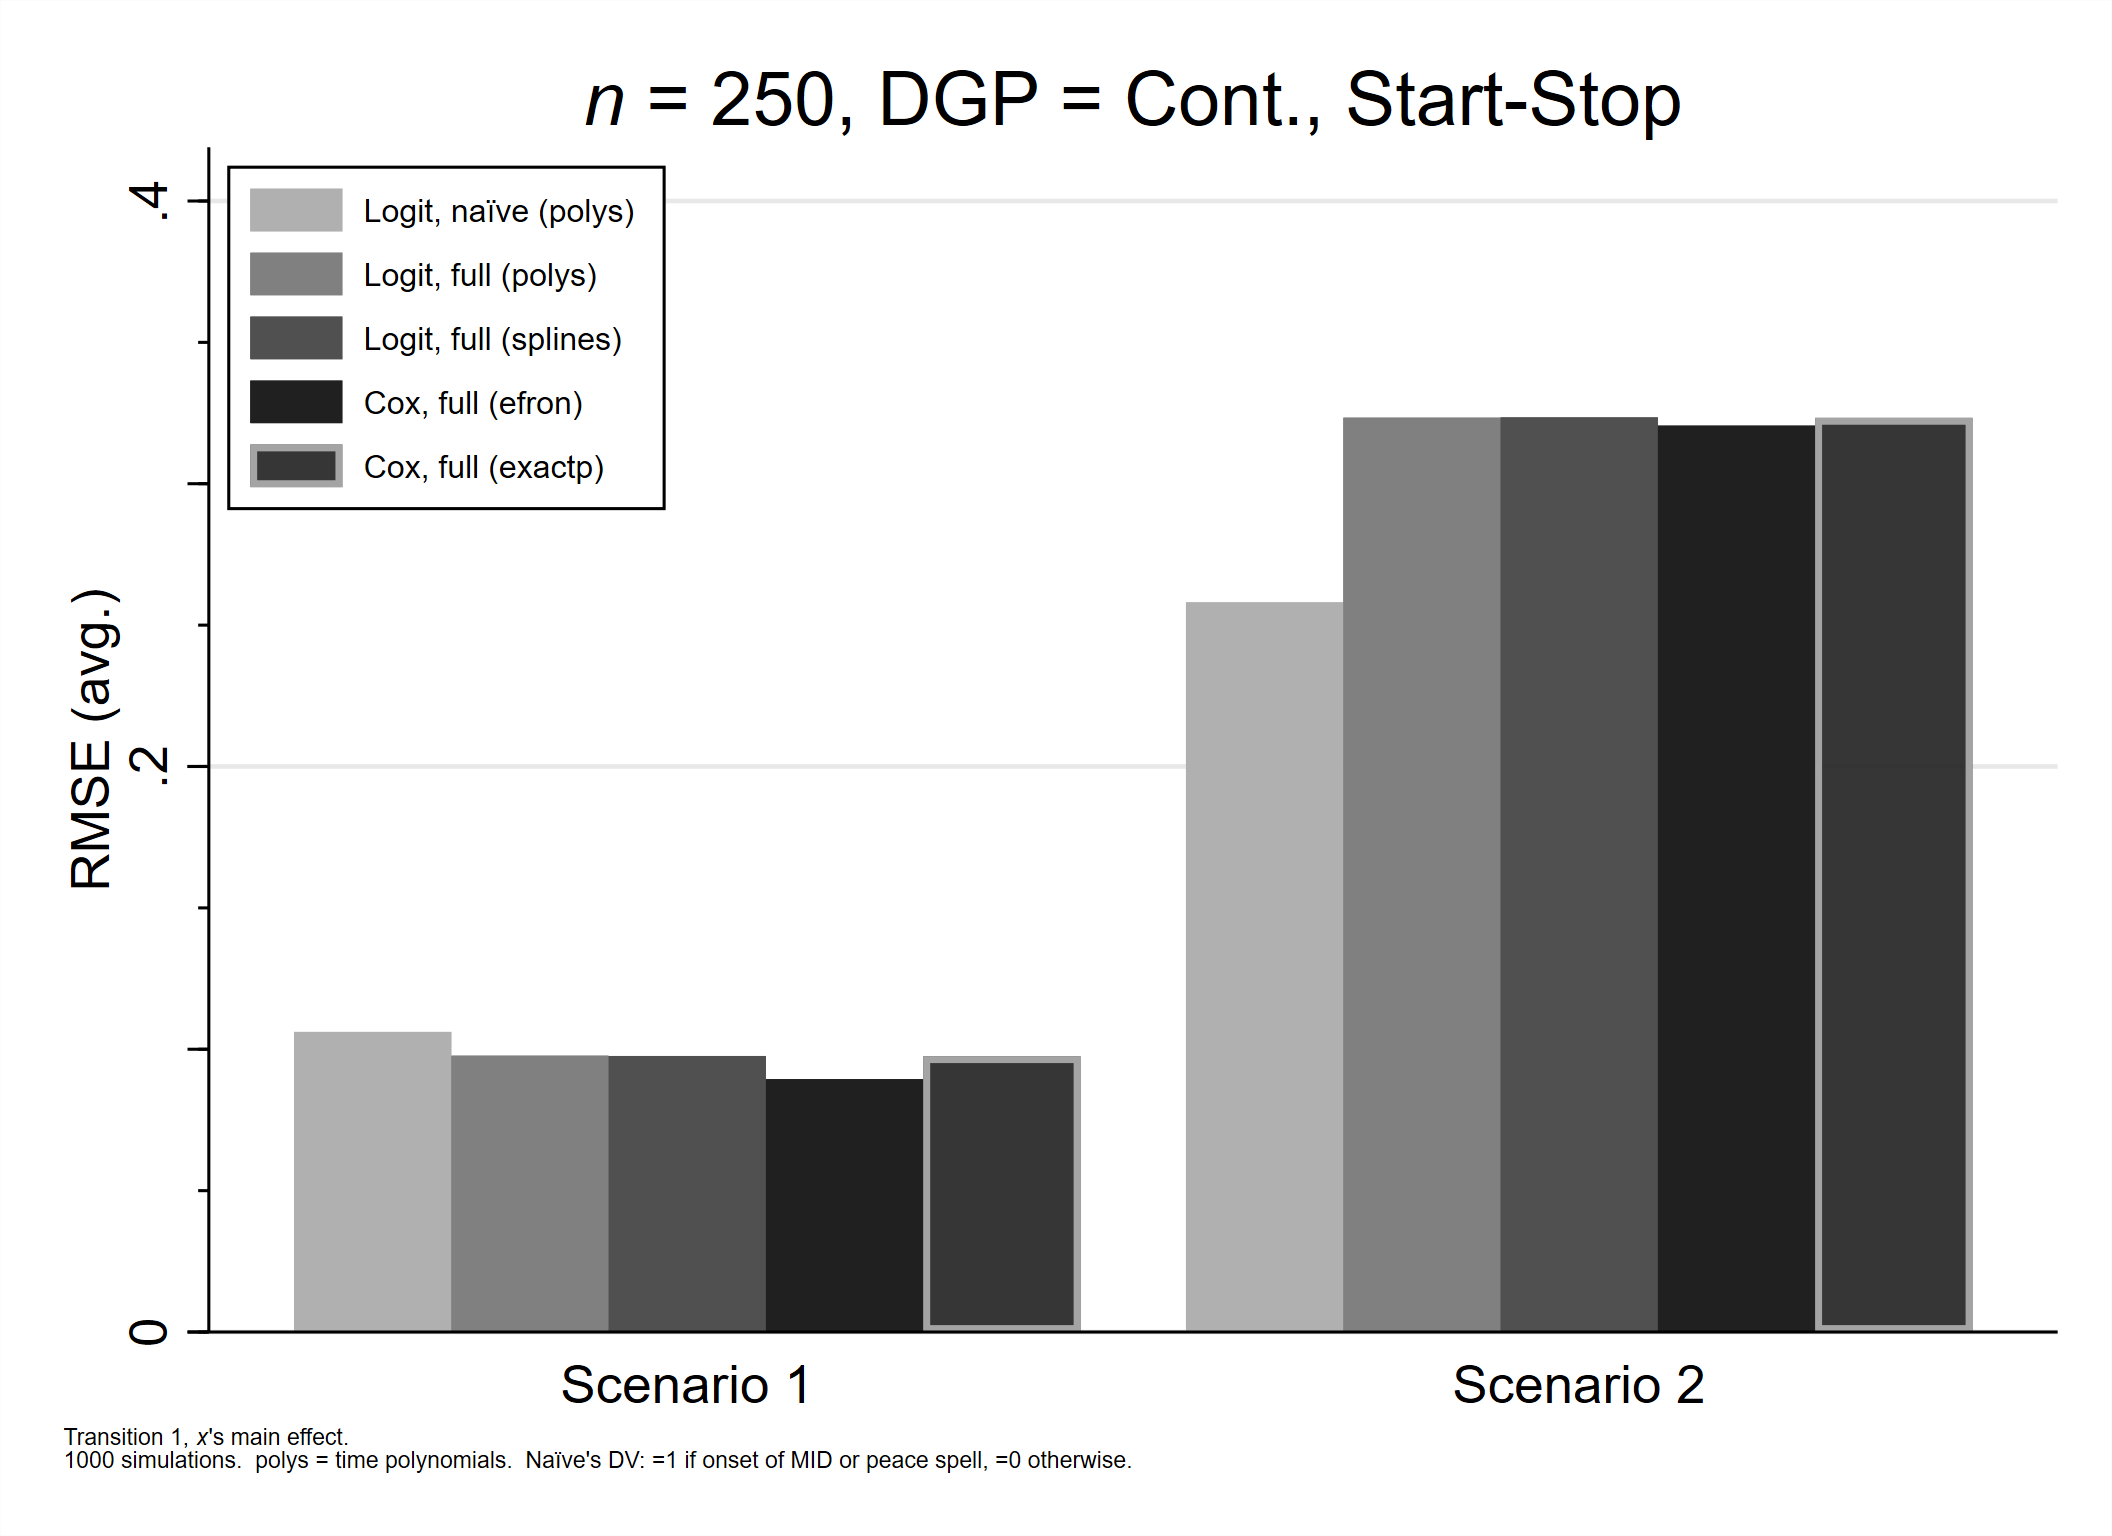 n = 250, DGP = Cont., Start-Stop
Logit, naïve (polys)
Logit, full (polys)
Logit, full (splines)
Cox, full (efron)
Cox, full (exactp)
RMSE (avg.)
.4
.2
0
Scenario 1
Scenario 2
Transition 1, x's main effect.
1000 simulations.  polys = time polynomials.  Naïve's DV: =1 if onset of MID or peace spell, =0 otherwise.